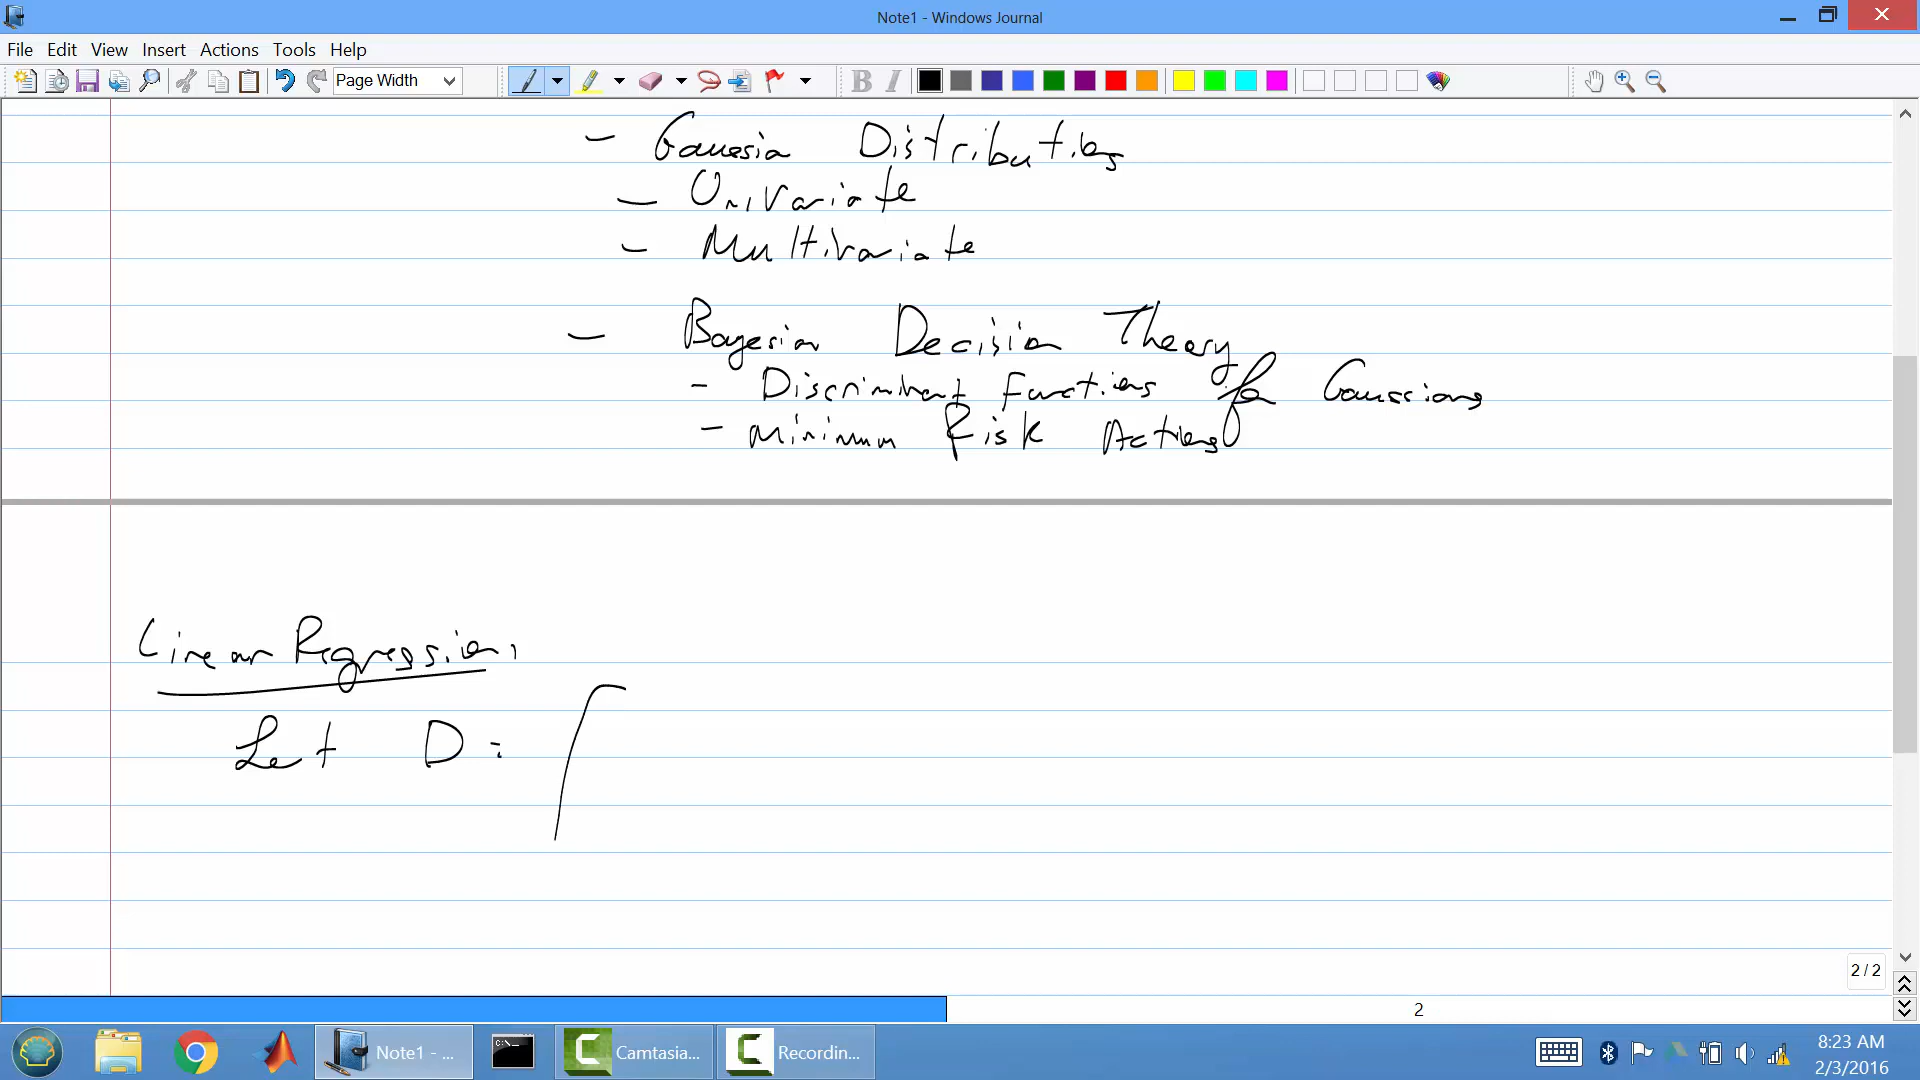 Note1 - Windows Journal
File Edit View Insert Actions Tools Help
Page Width
B I
- Gaussia Distributions
- Univariate
- Multivariate
- Bayesian Decision Theory
- Discriminant Functions for Gaussians
- Minimum Risk Actions
Linear Regression:
Let D =
2 / 2
2
Note1 - ...
C:\_
Camtasia...
Recordin...
8:23 AM
2/3/2016